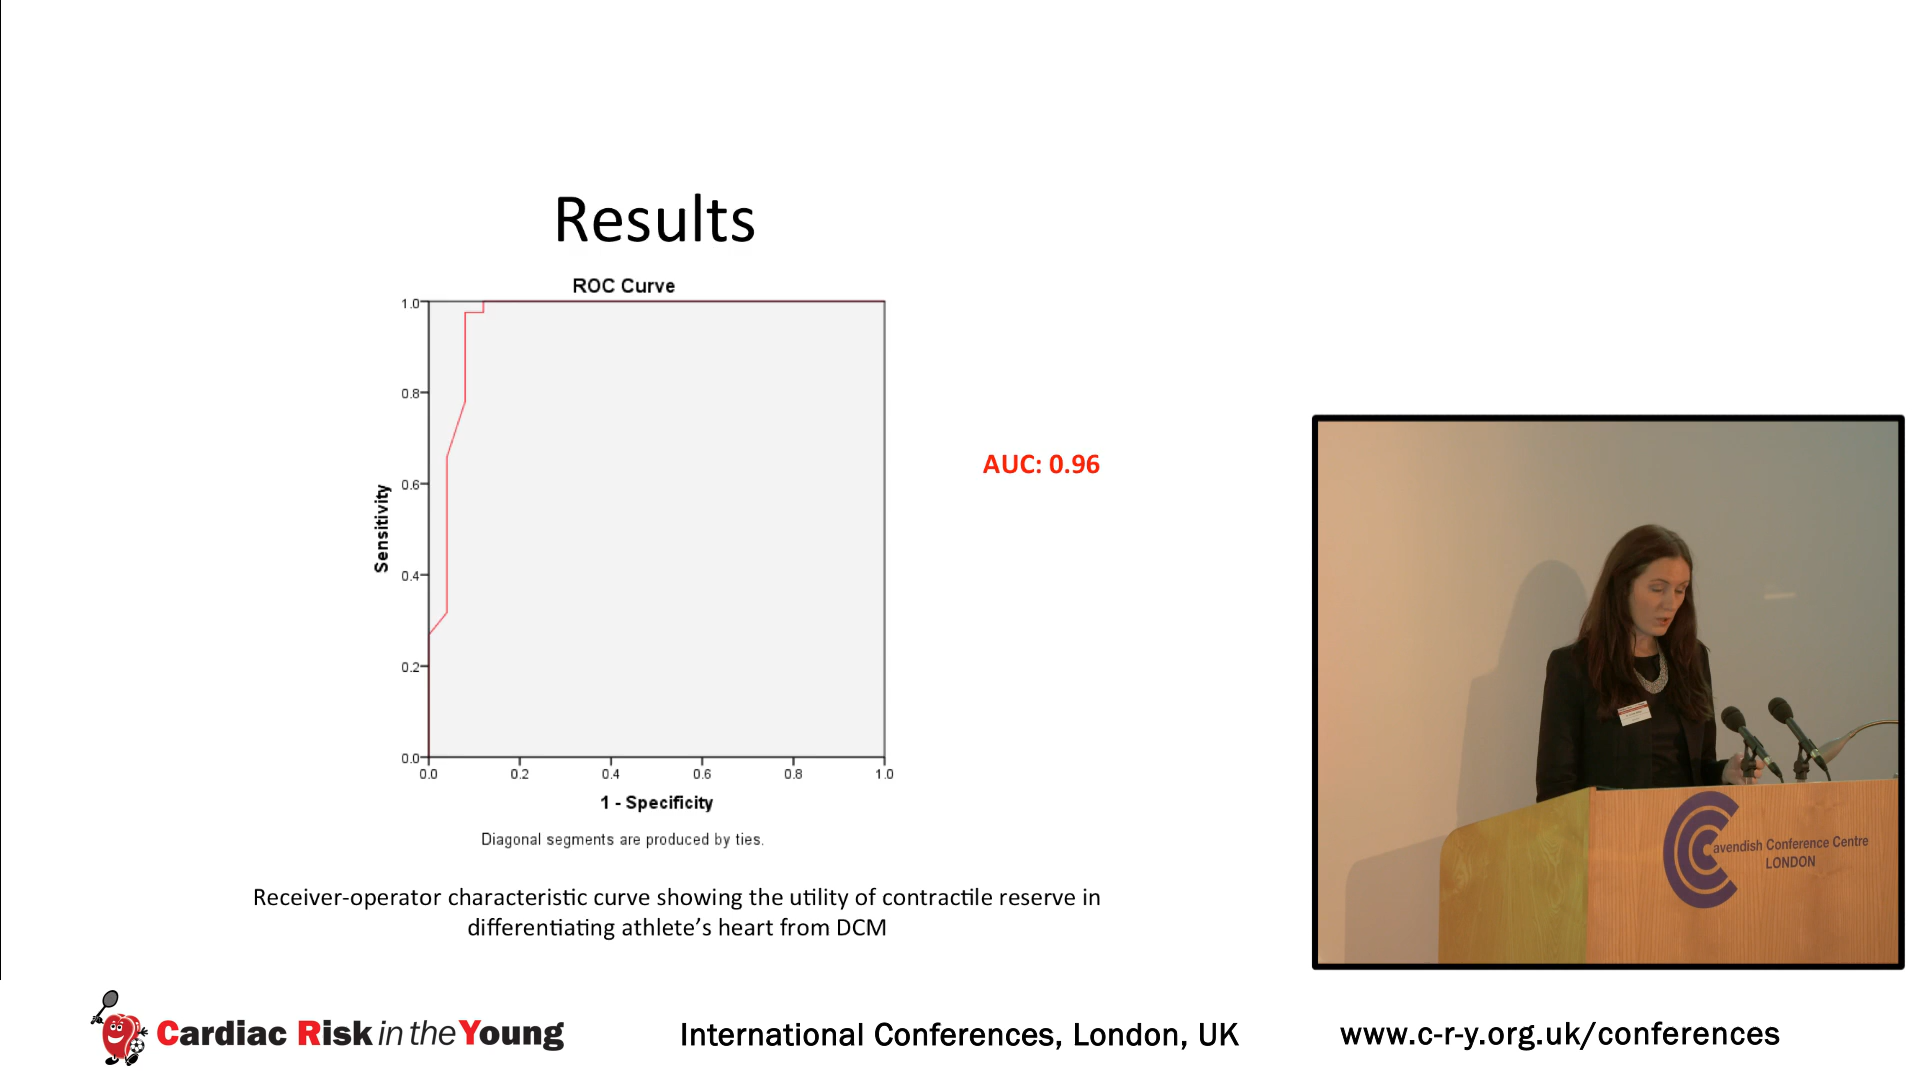 Results
ROC Curve
1.0
0.8
0.6
0.4
0.2
0.0
Sensitivity
0.0 0.2 0.4 0.6 0.8 1.0
1 - Specificity
Diagonal segments are produced by ties.
AUC: 0.96
Receiver-operator characteristic curve showing the utility of contractile reserve in
differentiating athlete's heart from DCM
avendish Conference Centre
LONDON
Cardiac Risk in the Young
International Conferences, London, UK
www.c-r-y.org.uk/conferences